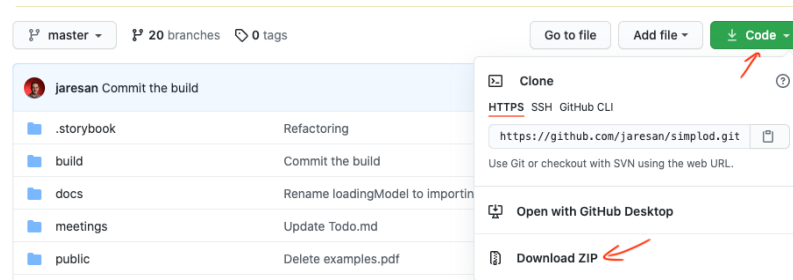 master 20 branches 0 tags Go to file Add file Code
jaresan Commit the build
.storybook Refactoring
build Commit the build
docs Rename loadingModel to importin
meetings Update Todo.md
public Delete examples.pdf
Clone
HTTPS SSH GitHub CLI
https://github.com/jaresan/simplod.git
Use Git or checkout with SVN using the web URL.
Open with GitHub Desktop
Download ZIP